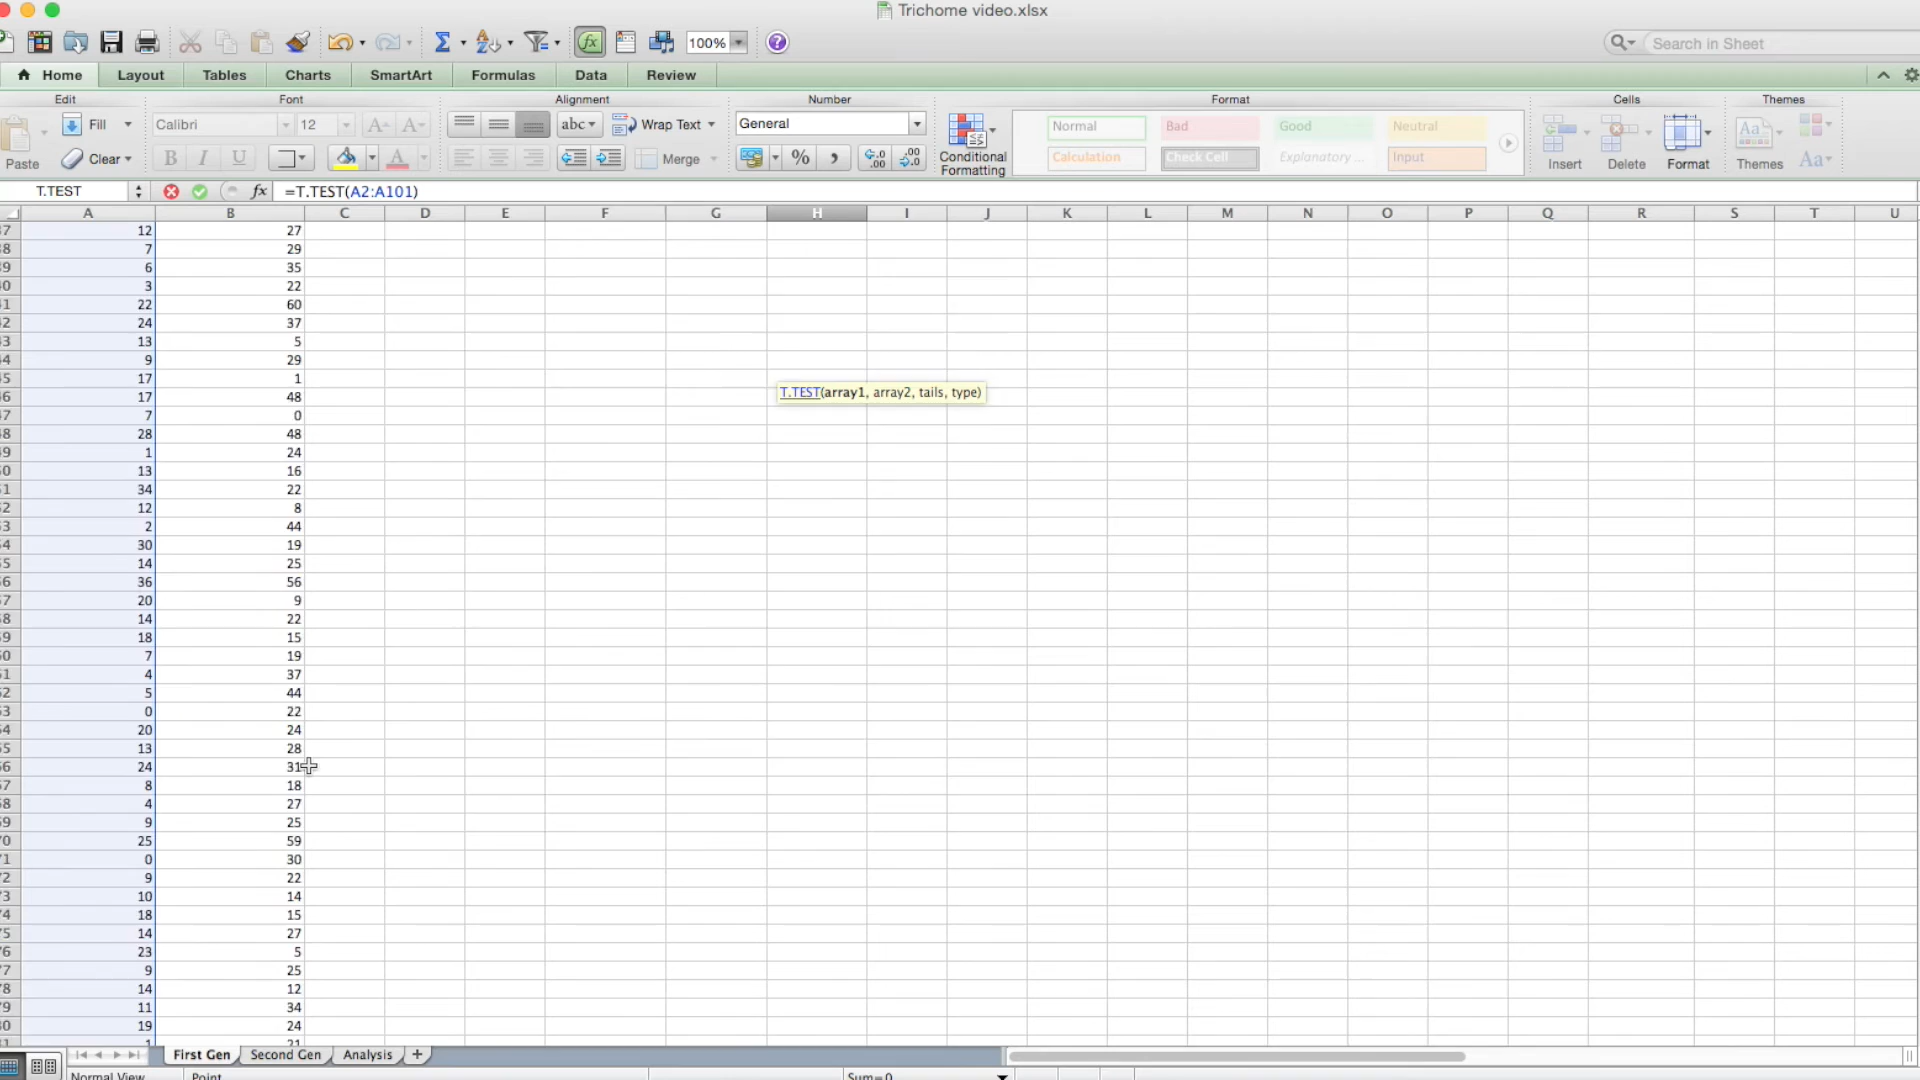 Trichome video.xlsx
100%
Search in Sheet
Home Layout Tables Charts SmartArt Formulas Data Review
Edit Font Alignment Number Format Cells Themes
Paste Fill Clear
Calibri 12 A A
B I U A
abc Wrap Text
Merge
General
% ,
Conditional Formatting
Normal Bad Good Neutral
Calculation Check Cell Explanatory ... Input
Insert Delete Format Themes
Aa Aa
T.TEST fx =T.TEST(A2:A101)
A B C D E F G H I J K L M N O P Q R S T U
12 27
7 29
6 35
3 22
22 60
24 37
13 5
9 29
17 1
17 48
T.TEST(array1, array2, tails, type)
7 0
28 48
1 24
13 16
34 22
12 8
2 44
30 19
14 25
36 56
20 9
14 22
18 15
7 19
4 37
5 44
0 22
20 24
13 28
24 31
8 18
4 27
9 25
25 59
0 30
9 22
10 14
18 15
14 27
23 5
9 25
14 12
11 34
19 24
1 21
First Gen Second Gen Analysis +
Normal View Point Sum=0